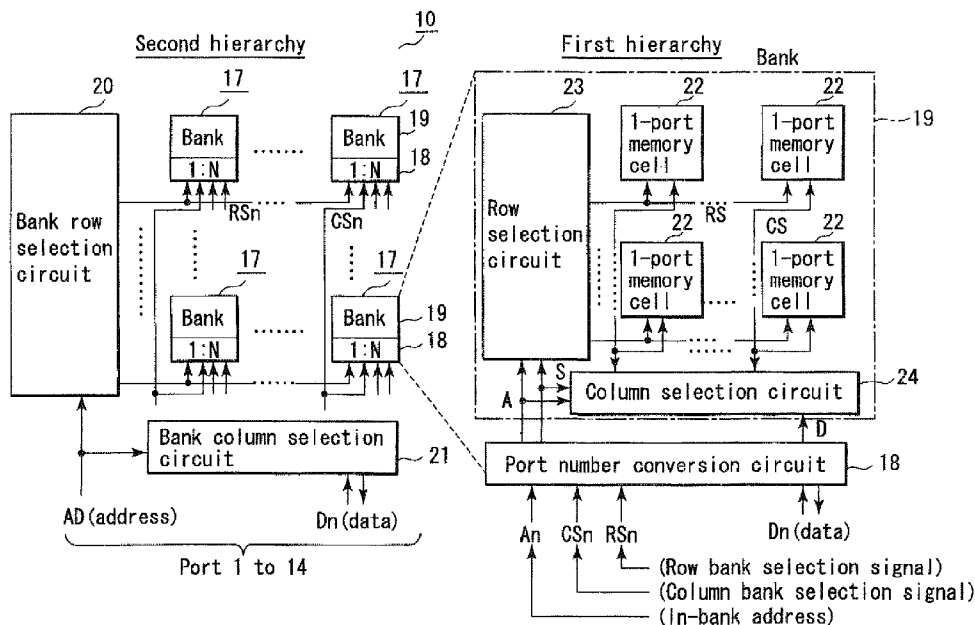 10
Second hierarchy
First hierarchy
Bank
20
17
17
23
22
22
19
Bank
1:N
Bank
1:N
19
18
1-port
memory
cell
1-port
memory
cell
RSn
CSn
Bank row
selection
circuit
Row
selection
circuit
RS
CS
17
17
22
22
Bank
1:N
Bank
1:N
19
18
1-port
memory
cell
1-port
memory
cell
S
A
Column selection circuit
24
D
Bank column selection
circuit
21
Port number conversion circuit
18
AD(address)
Dn(data)
An
CSn
RSn
Dn(data)
Port 1 to 14
(Row bank selection signal)
(Column bank selection signal)
(In-bank address)